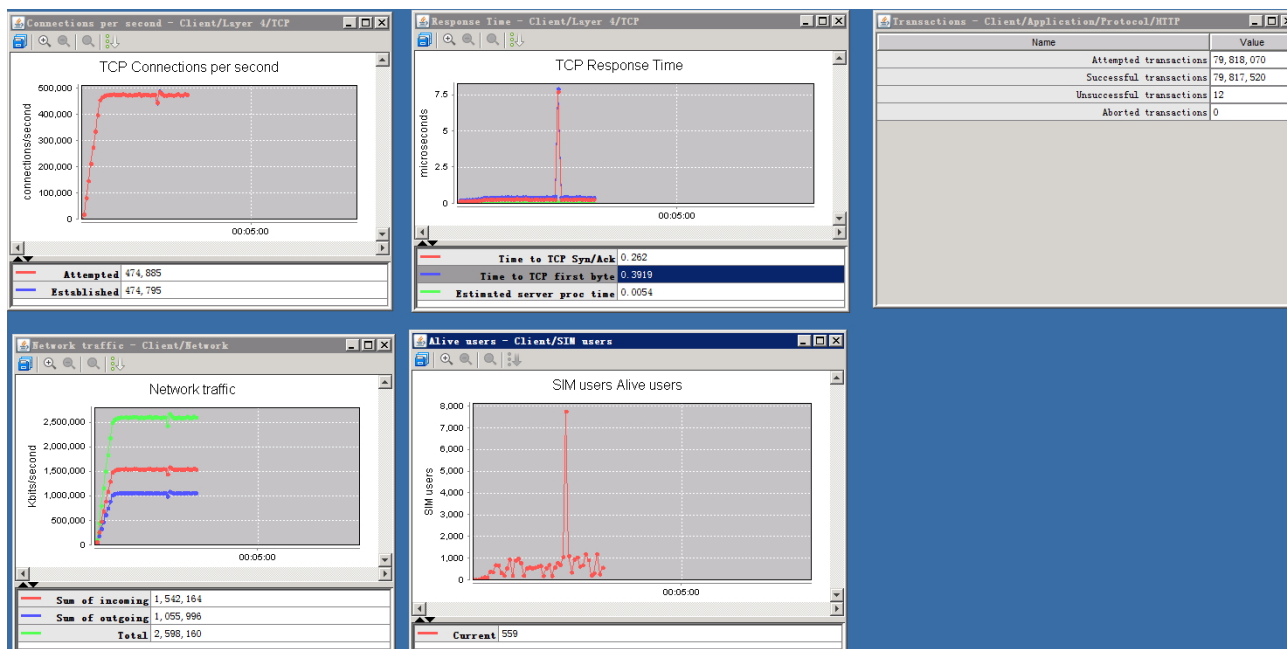 Connections per second - Client/Layer 4/TCP
TCP Connections per second
connections/second
500,000
400,000
300,000
200,000
100,000
0
00:05:00
Attempted 474,885
Established 474,795
Response Time - Client/Layer 4/TCP
TCP Response Time
microseconds
7.5
5
2.5
0
00:05:00
Time to TCP Syn/Ack 0.262
Time to TCP first byte 0.3919
Estimated server proc time 0.0054
Transactions - Client/Application/Protocol/HTTP
Name Value
Attempted transactions 79,818,070
Successful transactions 79,817,520
Unsuccessful transactions 12
Aborted transactions 0
Network traffic - Client/Network
Network traffic
Kbits/second
2,500,000
2,000,000
1,500,000
1,000,000
500,000
0
00:05:00
Sum of incoming 1,542,164
Sum of outgoing 1,055,996
Total 2,598,160
Alive users - Client/SIM users
SIM users Alive users
SIM users
8,000
7,000
6,000
5,000
4,000
3,000
2,000
1,000
0
00:05:00
Current 559